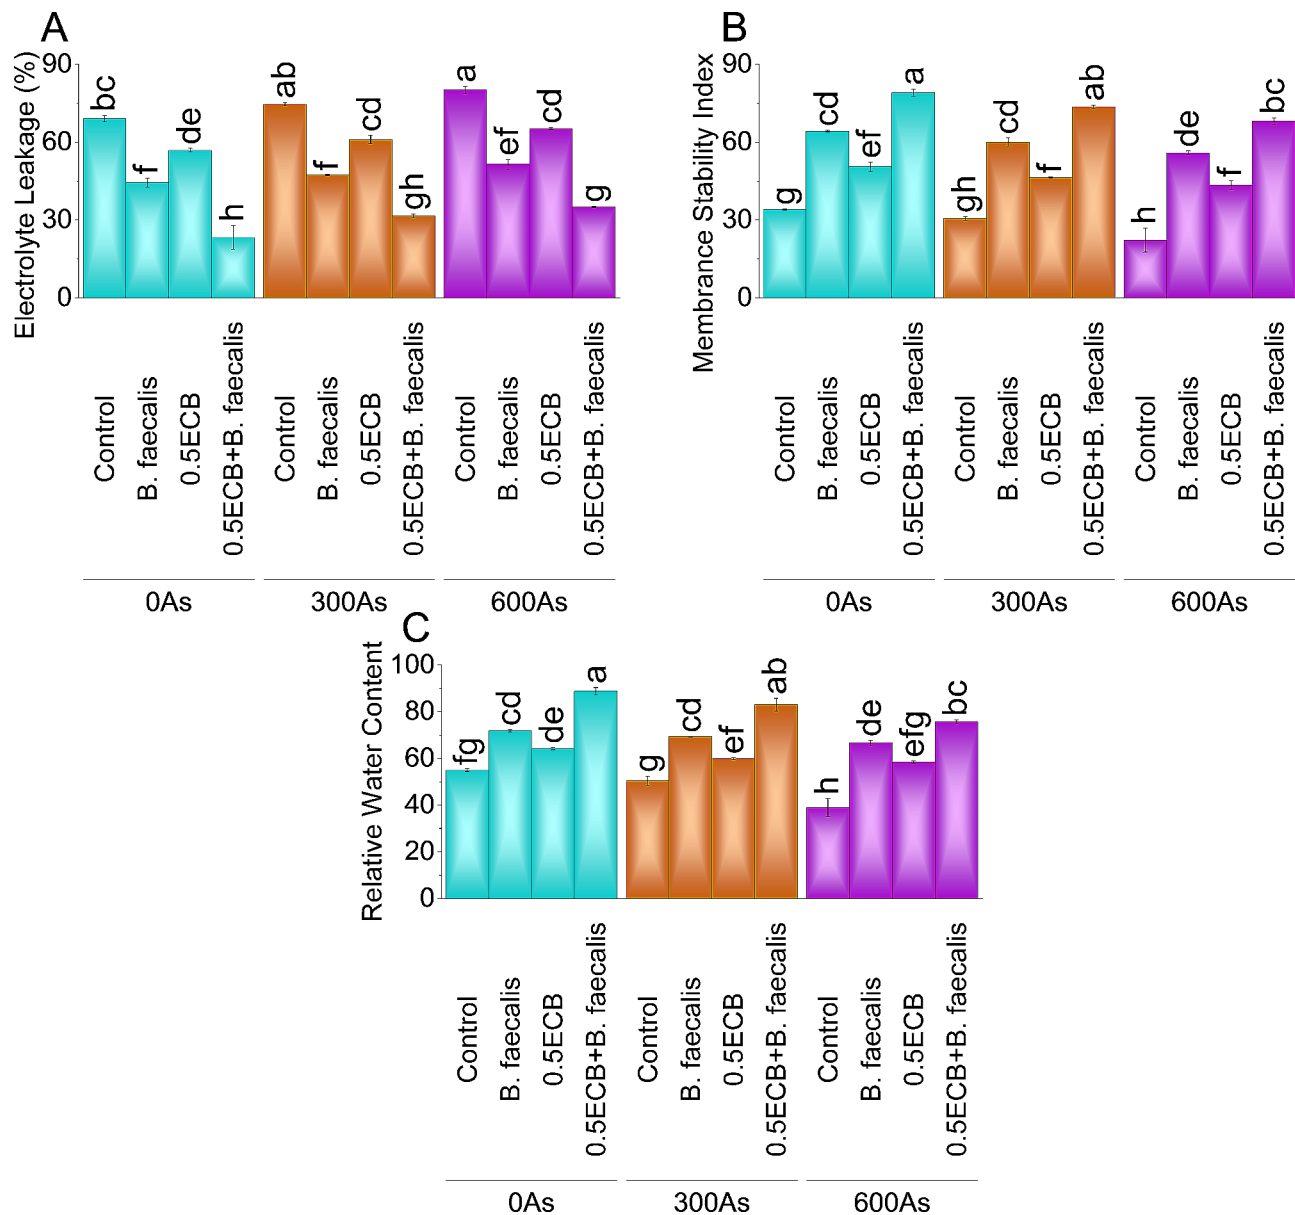 A
Electrolyte Leakage (%)
90
60
30
0
bc
f
de
h
ab
f
cd
gh
a
ef
cd
g
Control
B. faecalis
0.5ECB
0.5ECB+B. faecalis
Control
B. faecalis
0.5ECB
0.5ECB+B. faecalis
Control
B. faecalis
0.5ECB
0.5ECB+B. faecalis
0As
300As
600As
B
Membrance Stability Index
90
60
30
0
g
cd
ef
a
gh
cd
f
ab
h
de
f
bc
Control
B. faecalis
0.5ECB
0.5ECB+B. faecalis
Control
B. faecalis
0.5ECB
0.5ECB+B. faecalis
Control
B. faecalis
0.5ECB
0.5ECB+B. faecalis
0As
300As
600As
C
Relative Water Content
100
80
60
40
20
0
fg
cd
de
a
g
cd
ef
ab
h
de
efg
bc
Control
B. faecalis
0.5ECB
0.5ECB+B. faecalis
Control
B. faecalis
0.5ECB
0.5ECB+B. faecalis
Control
B. faecalis
0.5ECB
0.5ECB+B. faecalis
0As
300As
600As